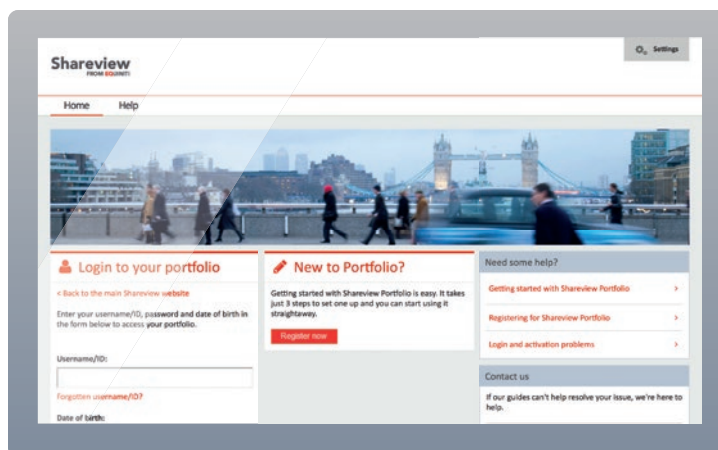 Settings
Shareview
FROM EQUINITI
Home Help
Login to your portfolio
< Back to the main Shareview website
Enter your username/ID, password and date of birth in
the form below to access your portfolio.
Username/ID:
Forgotten username/ID?
Date of birth:
New to Portfolio?
Getting started with Shareview Portfolio is easy. It takes
just 3 steps to set one up and you can start using it
straightaway.
Register now
Need some help?
Getting started with Shareview Portfolio >
Registering for Shareview Portfolio >
Login and activation problems >
Contact us
If our guides can't help resolve your issue, we're here to
help.